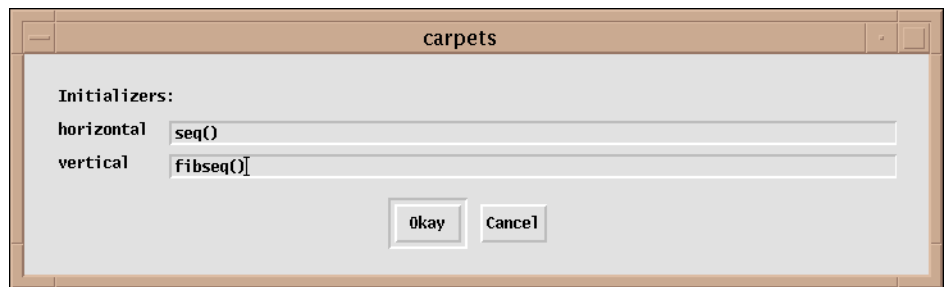 carpets
Initializers:
horizontal seq()
vertical fibseq()
Okay Cancel